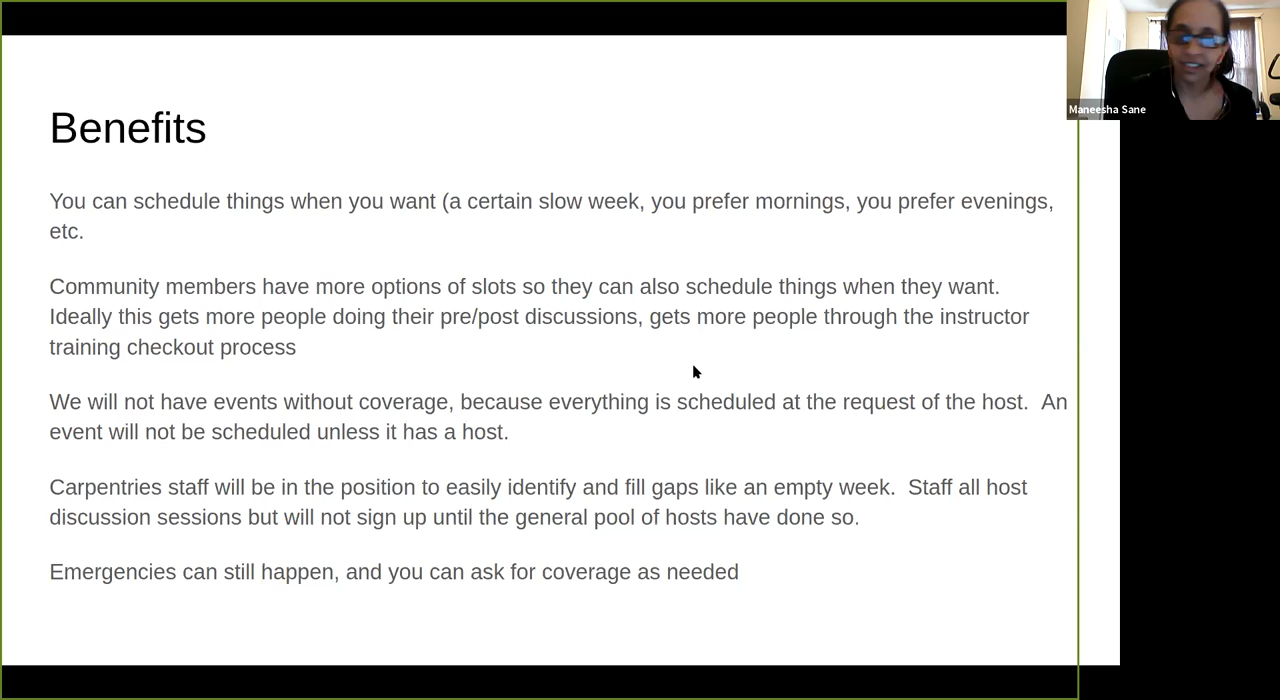 Benefits
You can schedule things when you want (a certain slow week, you prefer mornings, you prefer evenings,
etc.
Community members have more options of slots so they can also schedule things when they want.
Ideally this gets more people doing their pre/post discussions, gets more people through the instructor
training checkout process
We will not have events without coverage, because everything is scheduled at the request of the host.  An
event will not be scheduled unless it has a host.
Carpentries staff will be in the position to easily identify and fill gaps like an empty week.  Staff all host
discussion sessions but will not sign up until the general pool of hosts have done so.
Emergencies can still happen, and you can ask for coverage as needed
Maneesha Sane